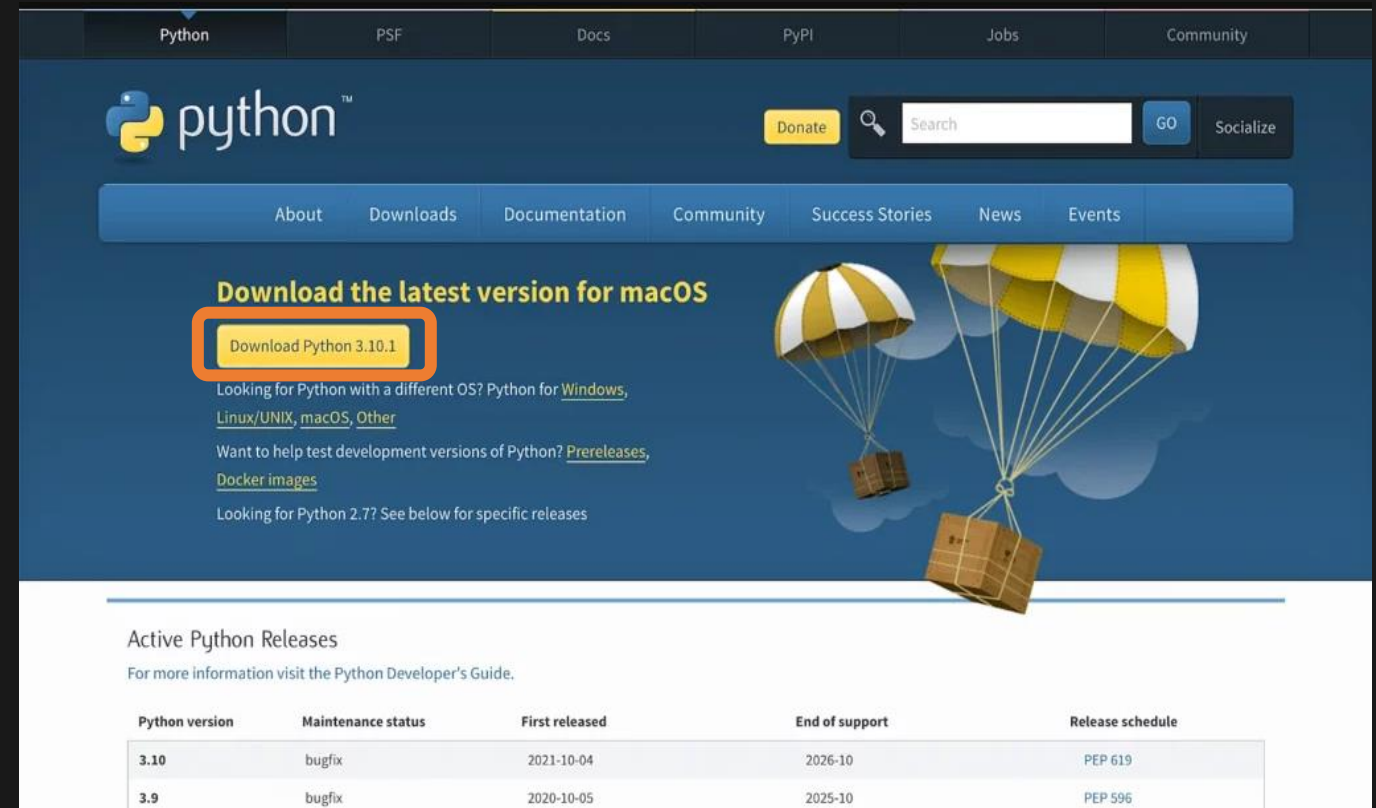 Python PSF Docs PyPI Jobs Community
python™
Donate Search GO Socialize
About Downloads Documentation Community Success Stories News Events
Download the latest version for macOS
Download Python 3.10.1
Looking for Python with a different OS? Python for Windows,
Linux/UNIX, macOS, Other
Want to help test development versions of Python? Prereleases,
Docker images
Looking for Python 2.7? See below for specific releases
Active Python Releases
For more information visit the Python Developer's Guide.
Python version Maintenance status First released End of support Release schedule
3.10 bugfix 2021-10-04 2026-10 PEP 619
3.9 bugfix 2020-10-05 2025-10 PEP 596